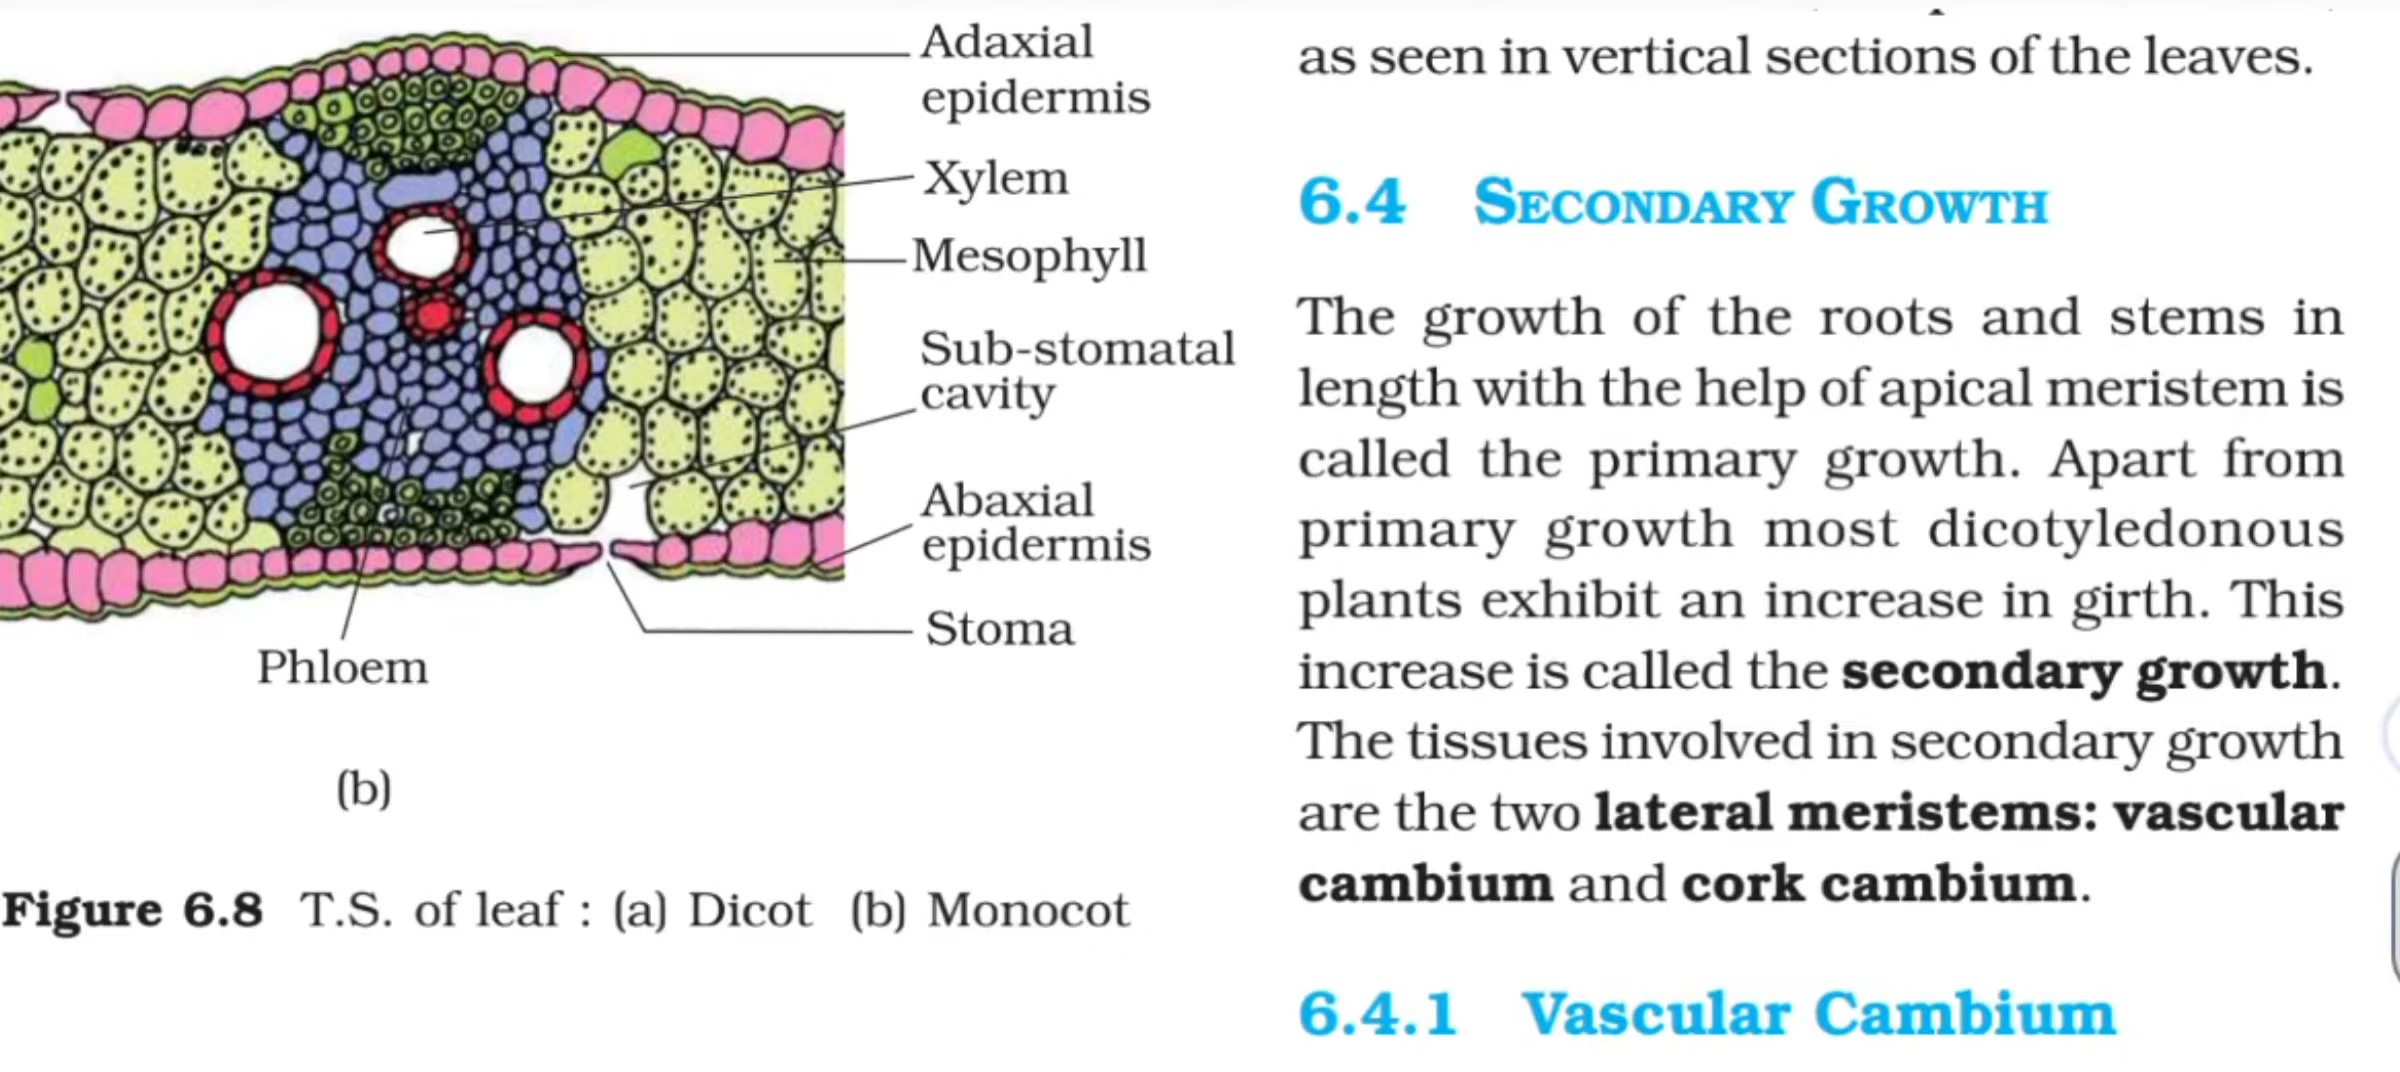 Adaxial
epidermis
Xylem
Mesophyll
Sub-stomatal
cavity
Abaxial
epidermis
Stoma
Phloem
(b)
Figure 6.8 T.S. of leaf : (a) Dicot (b) Monocot
as seen in vertical sections of the leaves.
6.4 SECONDARY GROWTH
The growth of the roots and stems in
length with the help of apical meristem is
called the primary growth. Apart from
primary growth most dicotyledonous
plants exhibit an increase in girth. This
increase is called the secondary growth.
The tissues involved in secondary growth
are the two lateral meristems: vascular
cambium and cork cambium.
6.4.1 Vascular Cambium